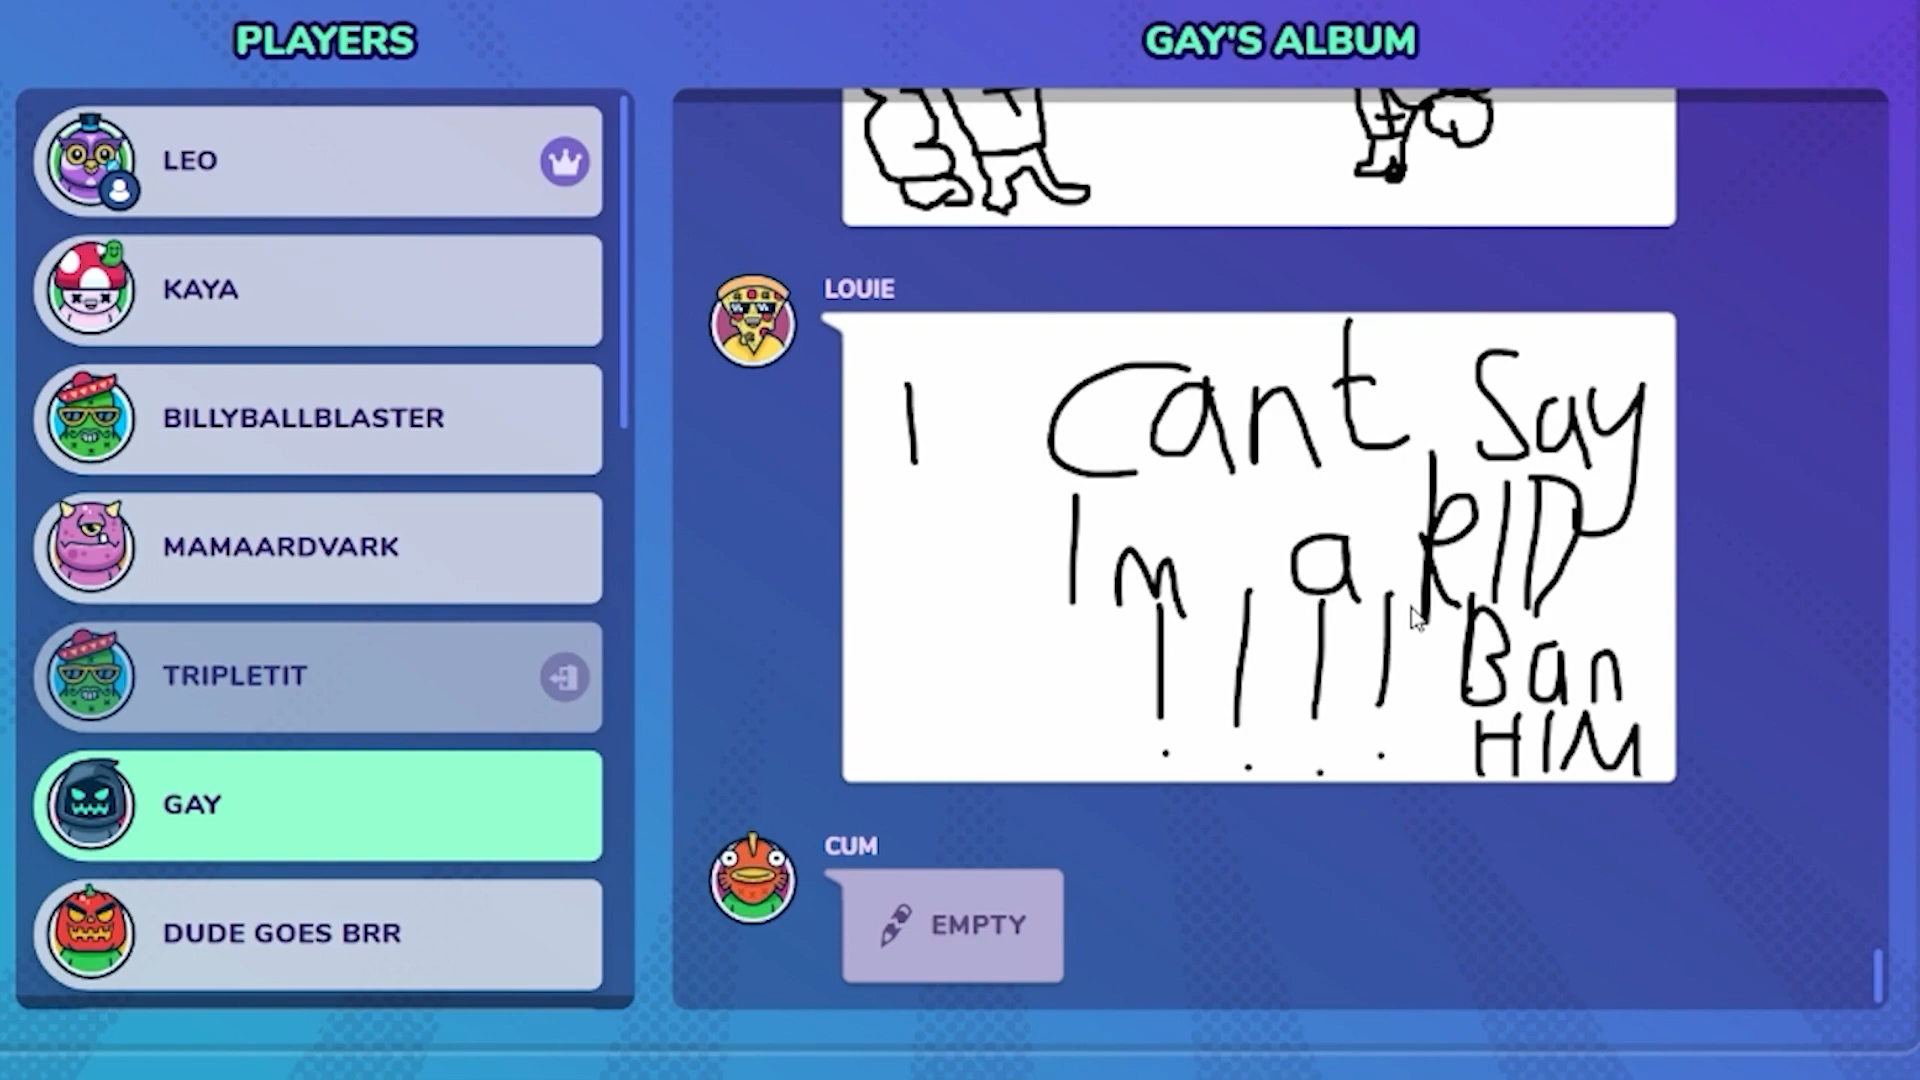 PLAYERS
LEO
KAYA
BILLYBALLBLASTER
MAMAARDVARK
TRIPLETIT
GAY
DUDE GOES BRR
GAY'S ALBUM
LOUIE
I Cant Say
Im a KID
! ! ! ! Ban
HIM
CUM
EMPTY